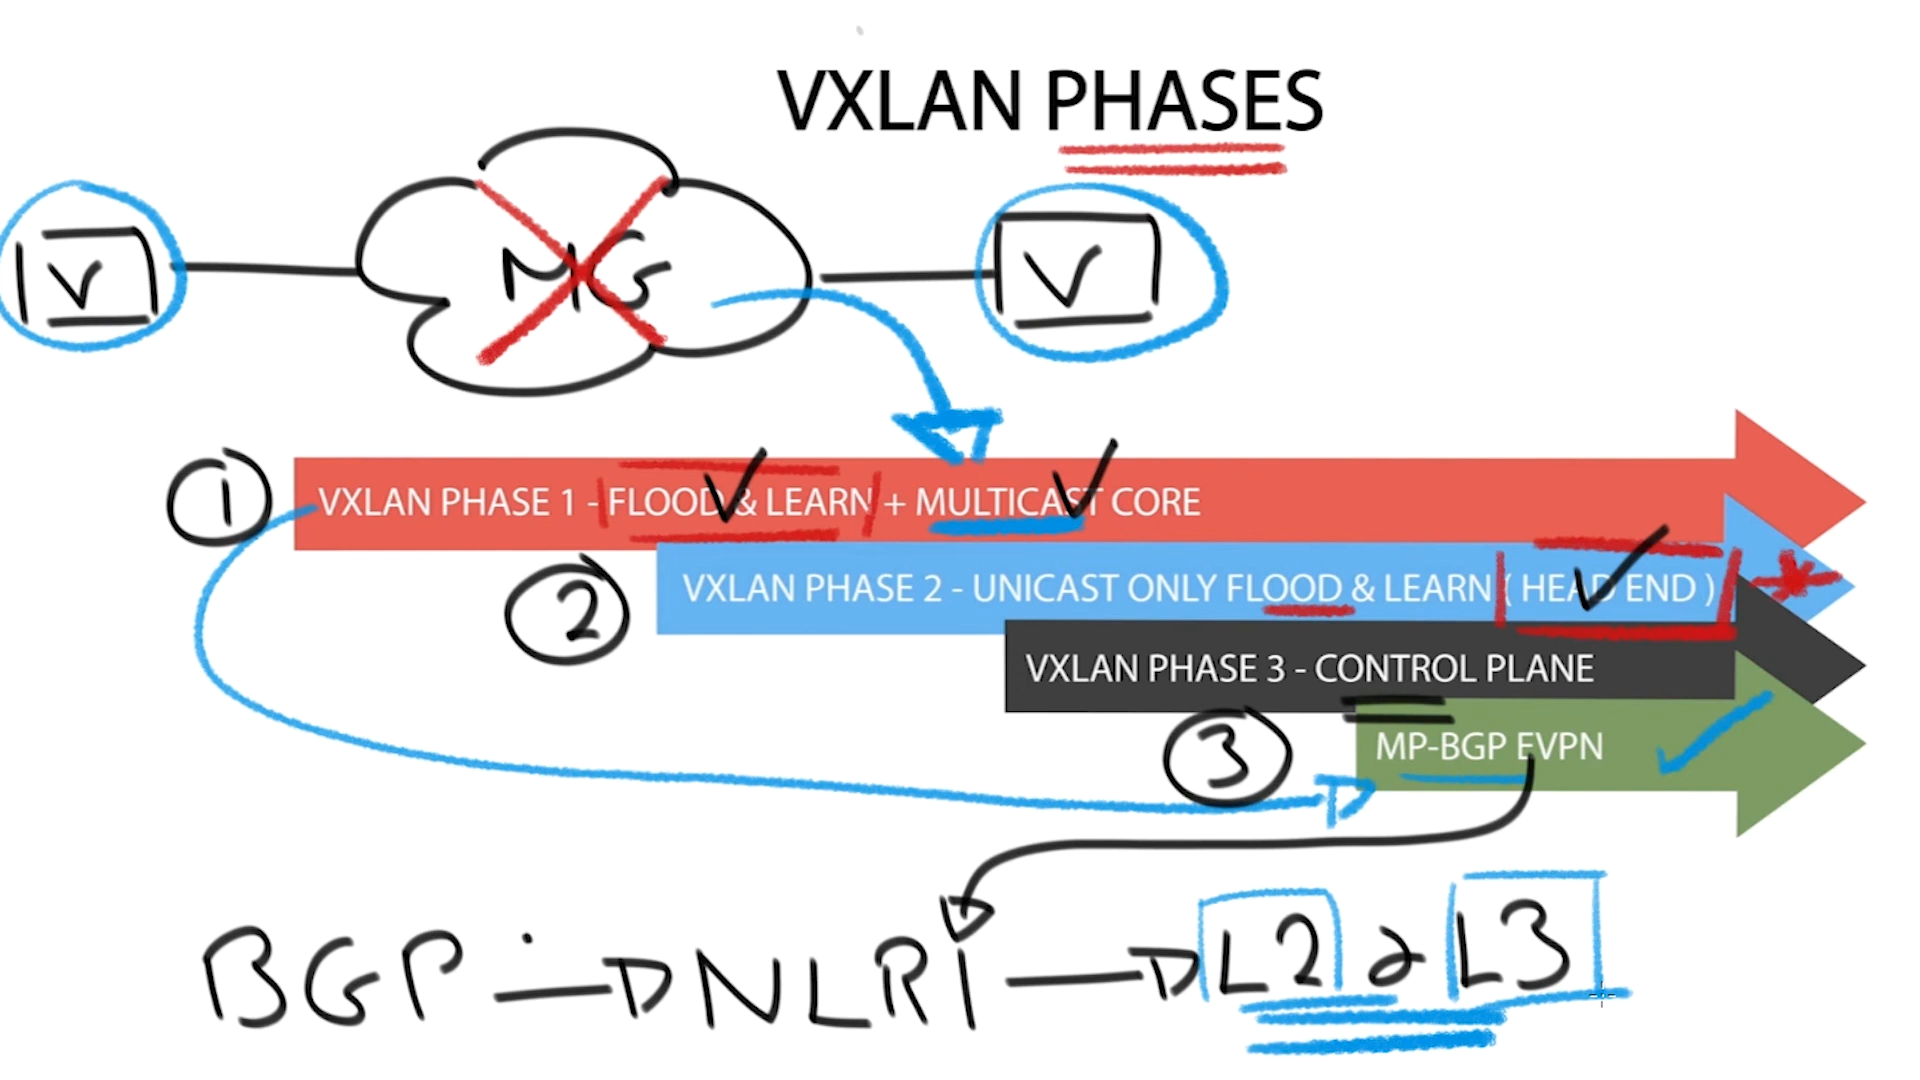 VXLAN PHASES
V
MG
V
1
VXLAN PHASE 1 - FLOOD & LEARN + MULTICAST CORE
2
VXLAN PHASE 2 - UNICAST ONLY FLOOD & LEARN ( HEAD END )
VXLAN PHASE 3 - CONTROL PLANE
3
MP-BGP EVPN
BGP NLRI L2 & L3